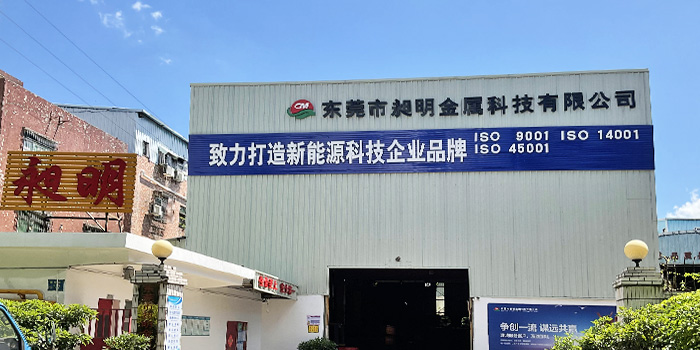 CM 东莞市昶明金属科技有限公司
致力打造新能源科技企业品牌
ISO 9001 ISO 14001
ISO 45001
昶明
争创一流 谋远共赢